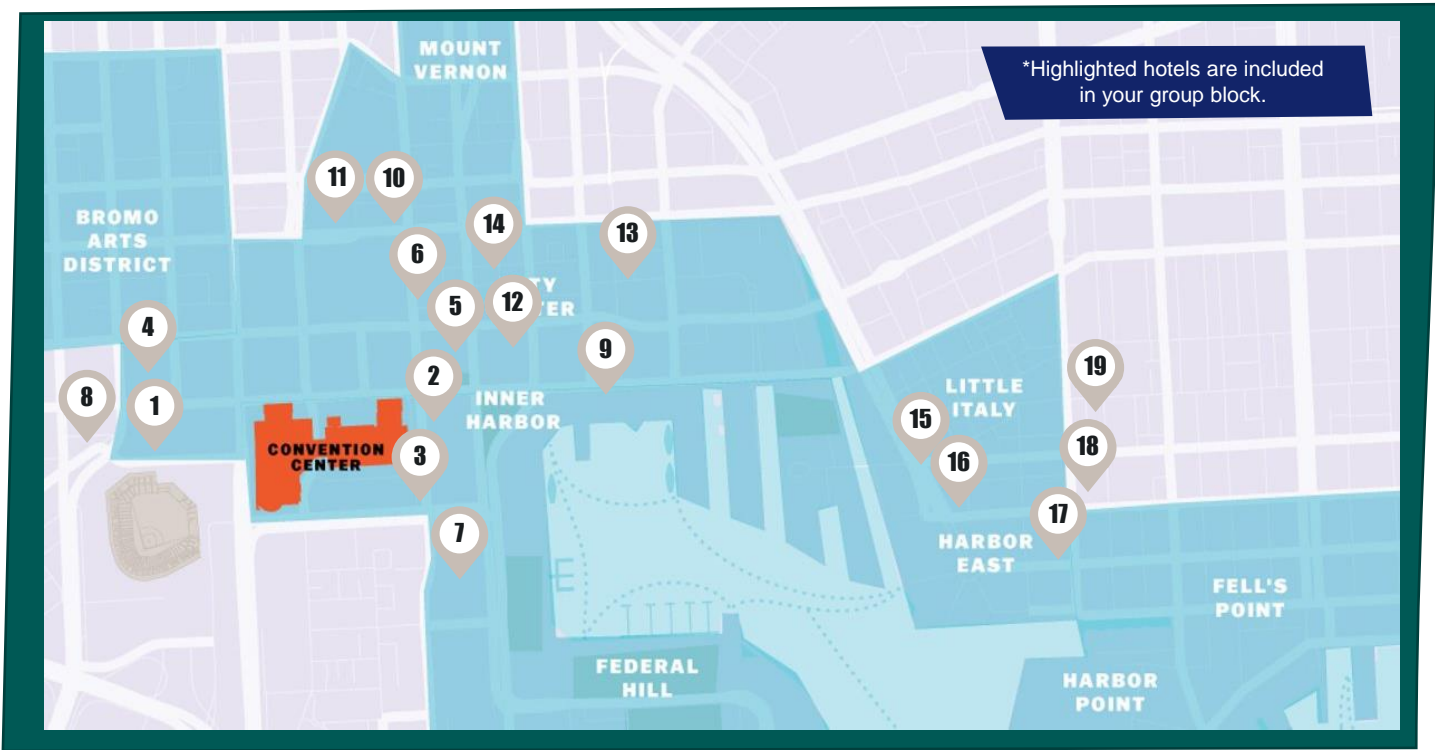 MOUNT
VERNON
*Highlighted hotels are included
in your group block.
11
10
BROMO
ARTS
DISTRICT
14
13
6
5
12
TY
TER
4
9
2
8
1
INNER
HARBOR
CONVENTION
CENTER
3
7
LITTLE
ITALY
19
15
16
18
17
HARBOR
EAST
FELL'S
POINT
FEDERAL
HILL
HARBOR
POINT